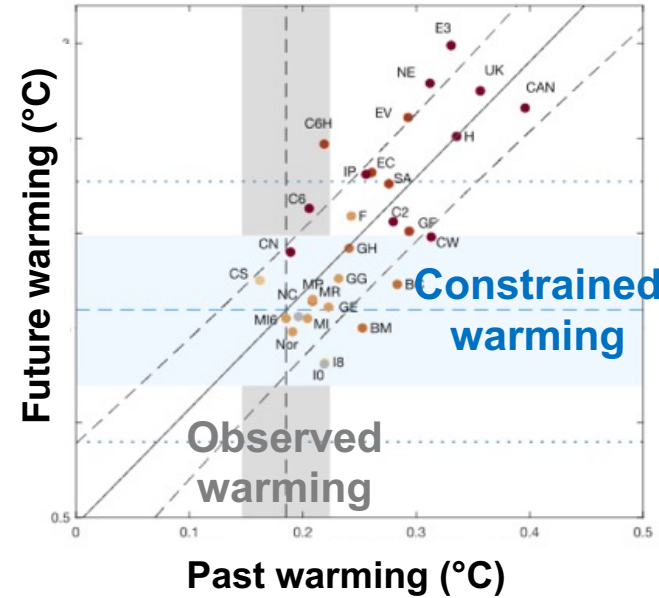 E3
NE
UK
CAN
EV
C6H
H
IP
EC
SA
C6
F
C2
GF
CW
CN
GH
CS
GG
Constrained
warming
NC
MP
MR
GE
MI6
MI
BM
Nor
I8
I0
Observed
warming
0.5
0
0.1
0.2
0.3
0.4
0.5
Past warming (°C)
Future warming (°C)